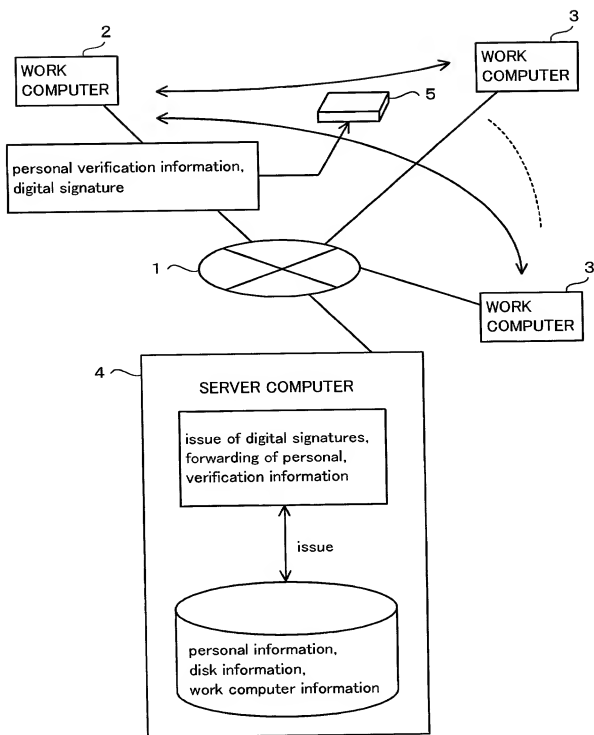 2
WORK
COMPUTER
3
WORK
COMPUTER
5
personal verification information,
digital signature
1
3
WORK
COMPUTER
4
SERVER COMPUTER
issue of digital signatures,
forwarding of personal,
verification information
issue
personal information,
disk information,
work computer information